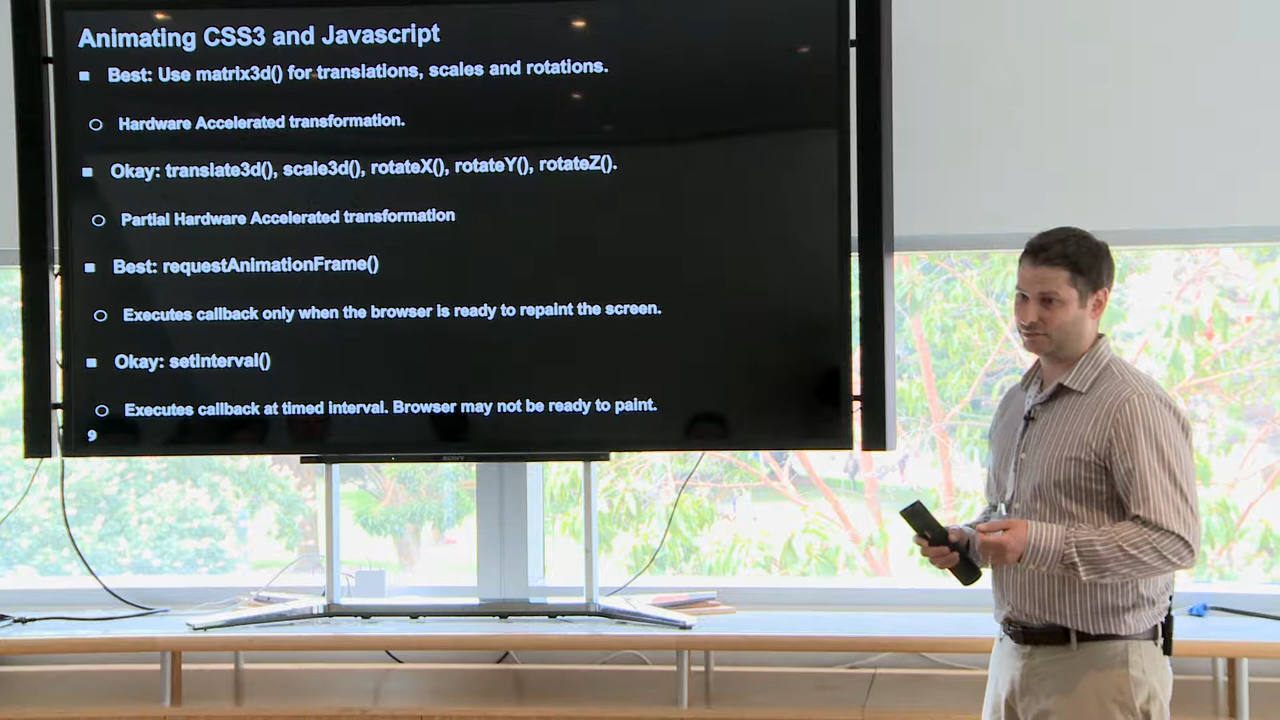 Animating CSS3 and Javascript
Best: Use matrix3d() for translations, scales and rotations.
Hardware Accelerated transformation.
Okay: translate3d(), scale3d(), rotateX(), rotateY(), rotateZ().
Partial Hardware Accelerated transformation
Best: requestAnimationFrame()
Executes callback only when the browser is ready to repaint the screen.
Okay: setInterval()
Executes callback at timed interval. Browser may not be ready to paint.
9
SONY